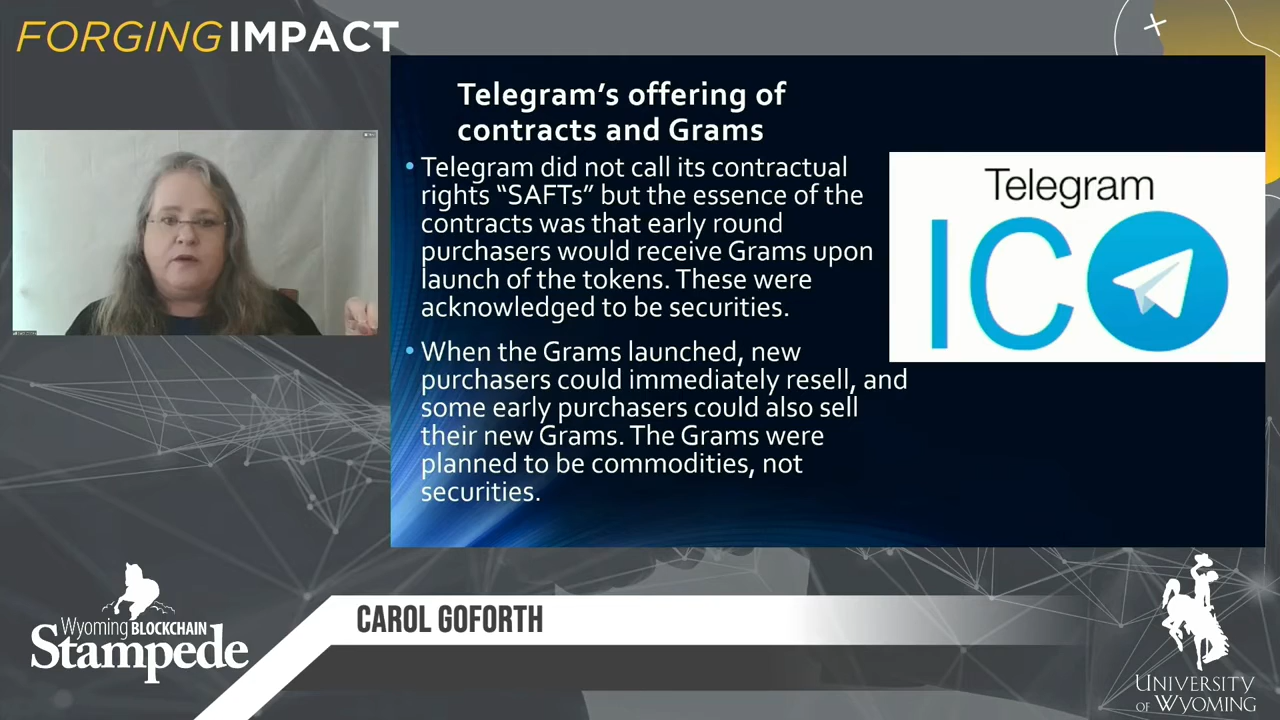 FORGING IMPACT
Telegram's offering of
contracts and Grams
• Telegram did not call its contractual
rights “SAFTs” but the essence of the
contracts was that early round
purchasers would receive Grams upon
launch of the tokens. These were
acknowledged to be securities.
• When the Grams launched, new
purchasers could immediately resell, and
some early purchasers could also sell
their new Grams. The Grams were
planned to be commodities, not
securities.
Telegram
ICO
CAROL GOFORTH
Wyoming BLOCKCHAIN
Stampede
UNIVERSITY
OF WYOMING